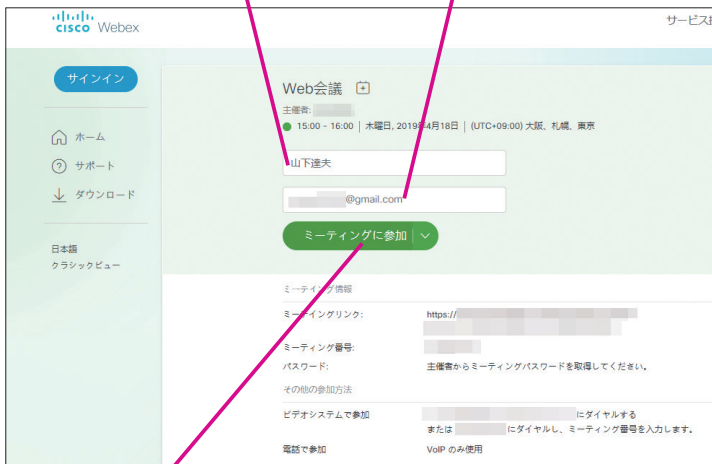 CISCO Webex
サービス
サインイン
ホーム
サポート
ダウンロード
日本語
クラシックビュー
Web会議
主催者:
15:00 - 16:00 | 木曜日, 2019年4月18日 | (UTC+09:00) 大阪、札幌、東京
山下達夫
@gmail.com
ミーティングに参加
ミーティング情報
ミーティングリンク: https://
ミーティング番号:
パスワード: 主催者からミーティングパスワードを取得してください。
その他の参加方法
ビデオシステムで参加 にダイヤルする
または にダイヤルし、ミーティング番号を入力します。
電話で参加 VoIP のみ使用